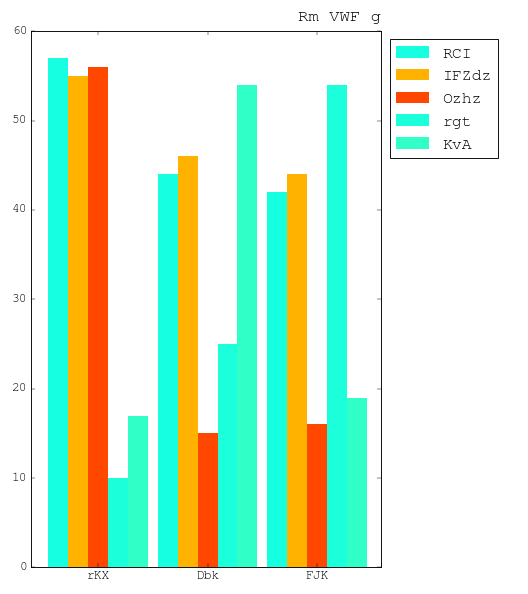 Rm VWF g
60
50
40
30
20
10
0
rKX
Dbk
FJK
RCI
IFZdz
Ozhz
rgt
KvA